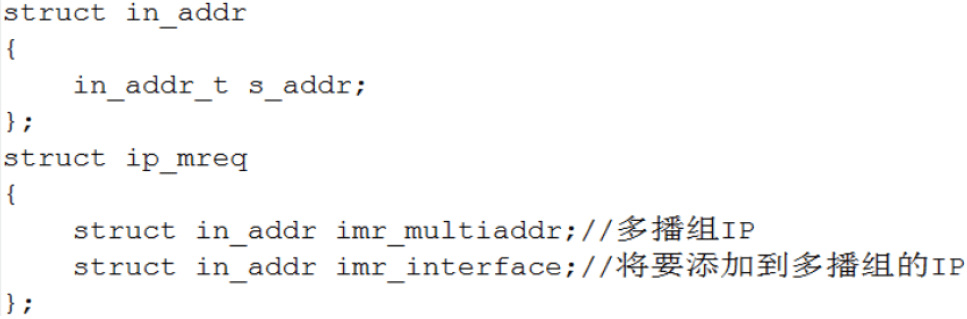 struct in_addr
{
    in_addr_t s_addr;
};
struct ip_mreq
{
    struct in_addr imr_multiaddr;//多播组IP
    struct in_addr imr_interface;//将要添加到多播组的IP
};